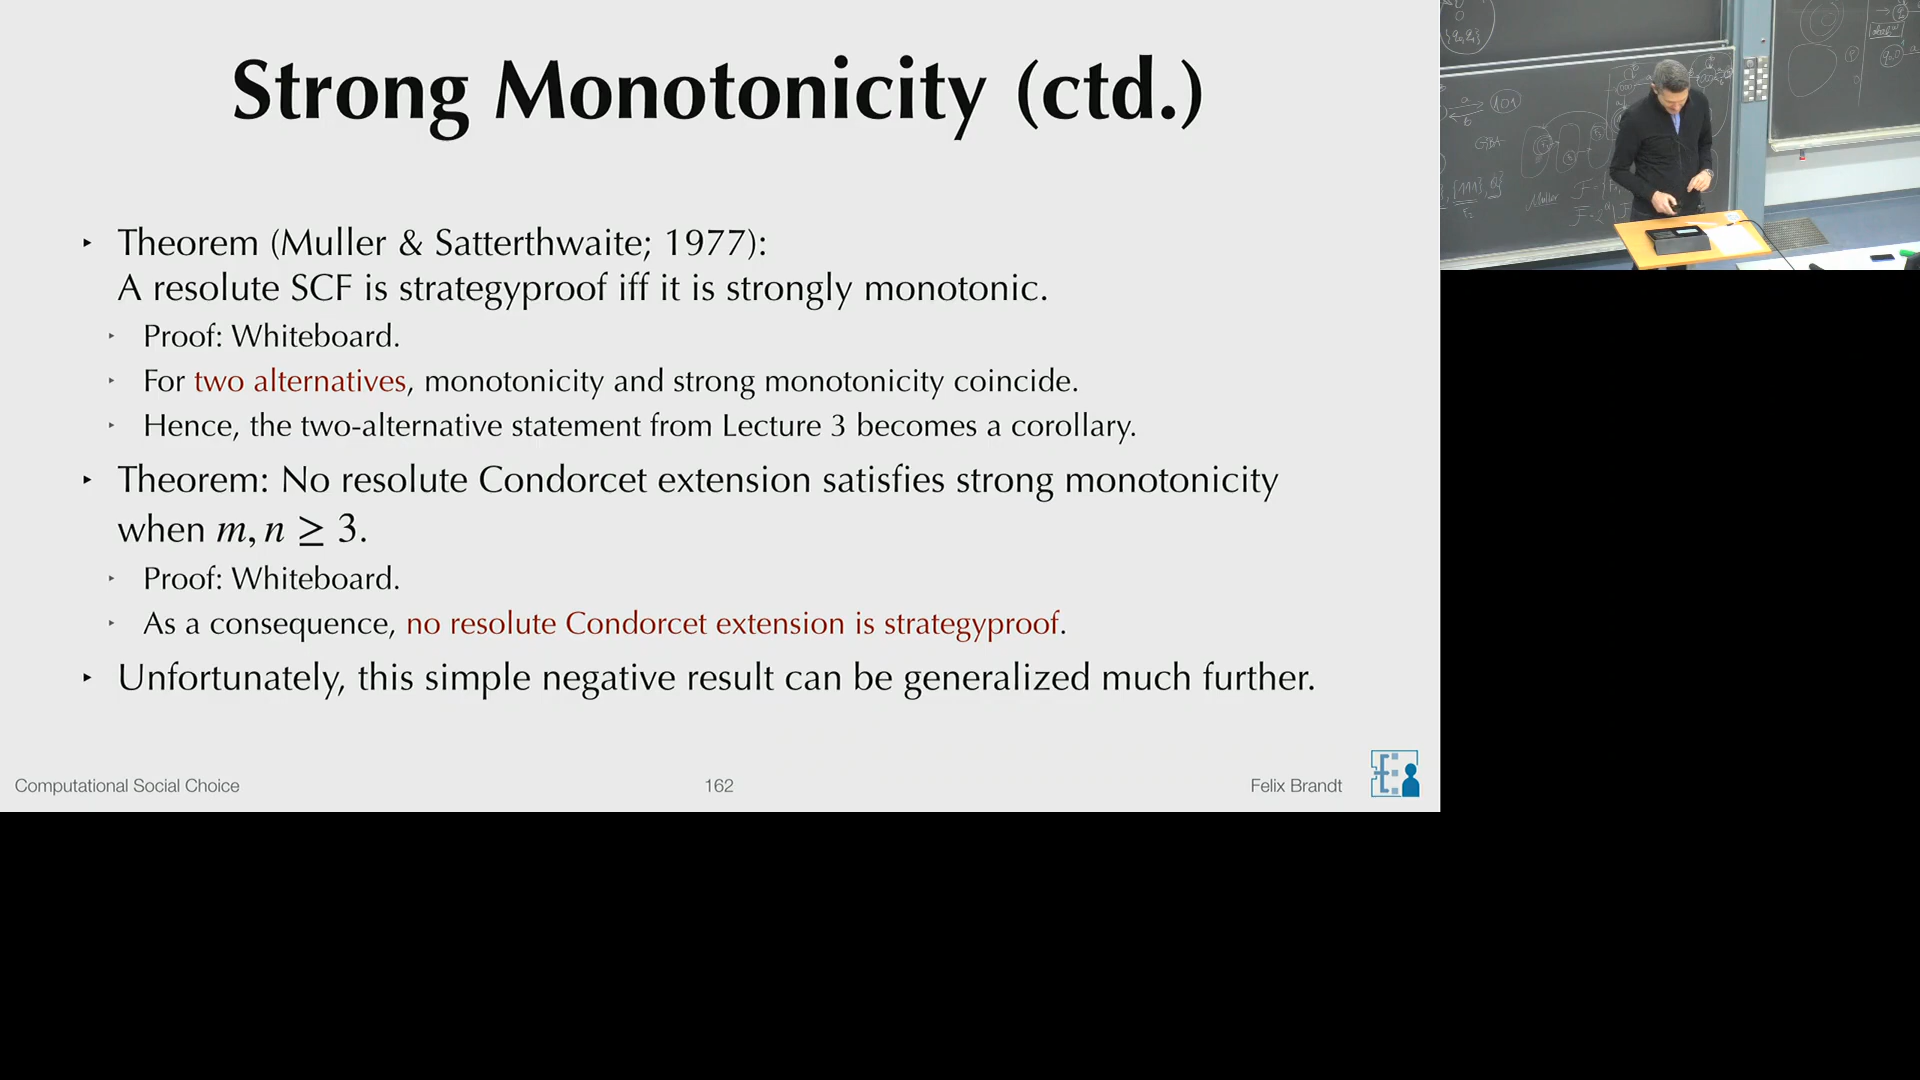 Strong Monotonicity (ctd.)
‣ Theorem (Muller & Satterthwaite; 1977):
A resolute SCF is strategyproof iff it is strongly monotonic.
‣ Proof: Whiteboard.
‣ For two alternatives, monotonicity and strong monotonicity coincide.
‣ Hence, the two-alternative statement from Lecture 3 becomes a corollary.
‣ Theorem: No resolute Condorcet extension satisfies strong monotonicity
when m, n ≥ 3.
‣ Proof: Whiteboard.
‣ As a consequence, no resolute Condorcet extension is strategyproof.
‣ Unfortunately, this simple negative result can be generalized much further.
Computational Social Choice
162
Felix Brandt
Muller